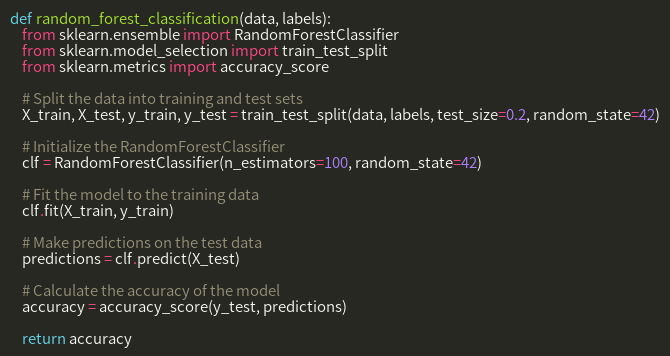 def random_forest_classification(data, labels):
    from sklearn.ensemble import RandomForestClassifier
    from sklearn.model_selection import train_test_split
    from sklearn.metrics import accuracy_score

    # Split the data into training and test sets
    X_train, X_test, y_train, y_test = train_test_split(data, labels, test_size=0.2, random_state=42)

    # Initialize the RandomForestClassifier
    clf = RandomForestClassifier(n_estimators=100, random_state=42)

    # Fit the model to the training data
    clf.fit(X_train, y_train)

    # Make predictions on the test data
    predictions = clf.predict(X_test)

    # Calculate the accuracy of the model
    accuracy = accuracy_score(y_test, predictions)

    return accuracy